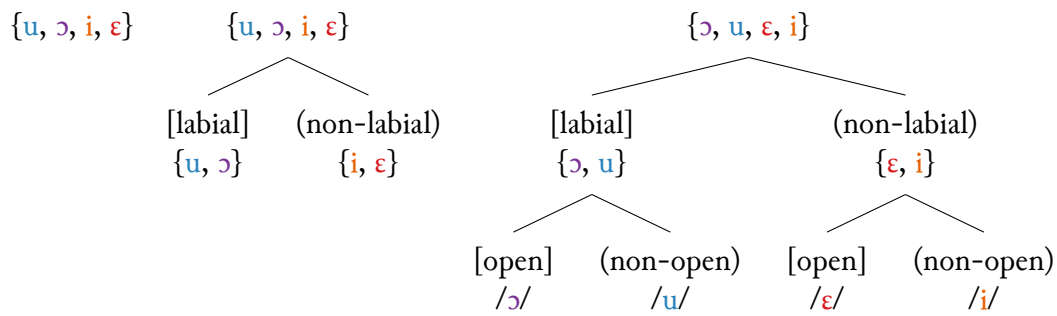 {u, ɔ, i, ɛ} {u, ɔ, i, ɛ} {ɔ, u, ɛ, i}
[labial] (non-labial) [labial] (non-labial)
{u, ɔ} {i, ɛ} {ɔ, u} {ɛ, i}
[open] (non-open) [open] (non-open)
/ɔ/ /u/ /ɛ/ /i/